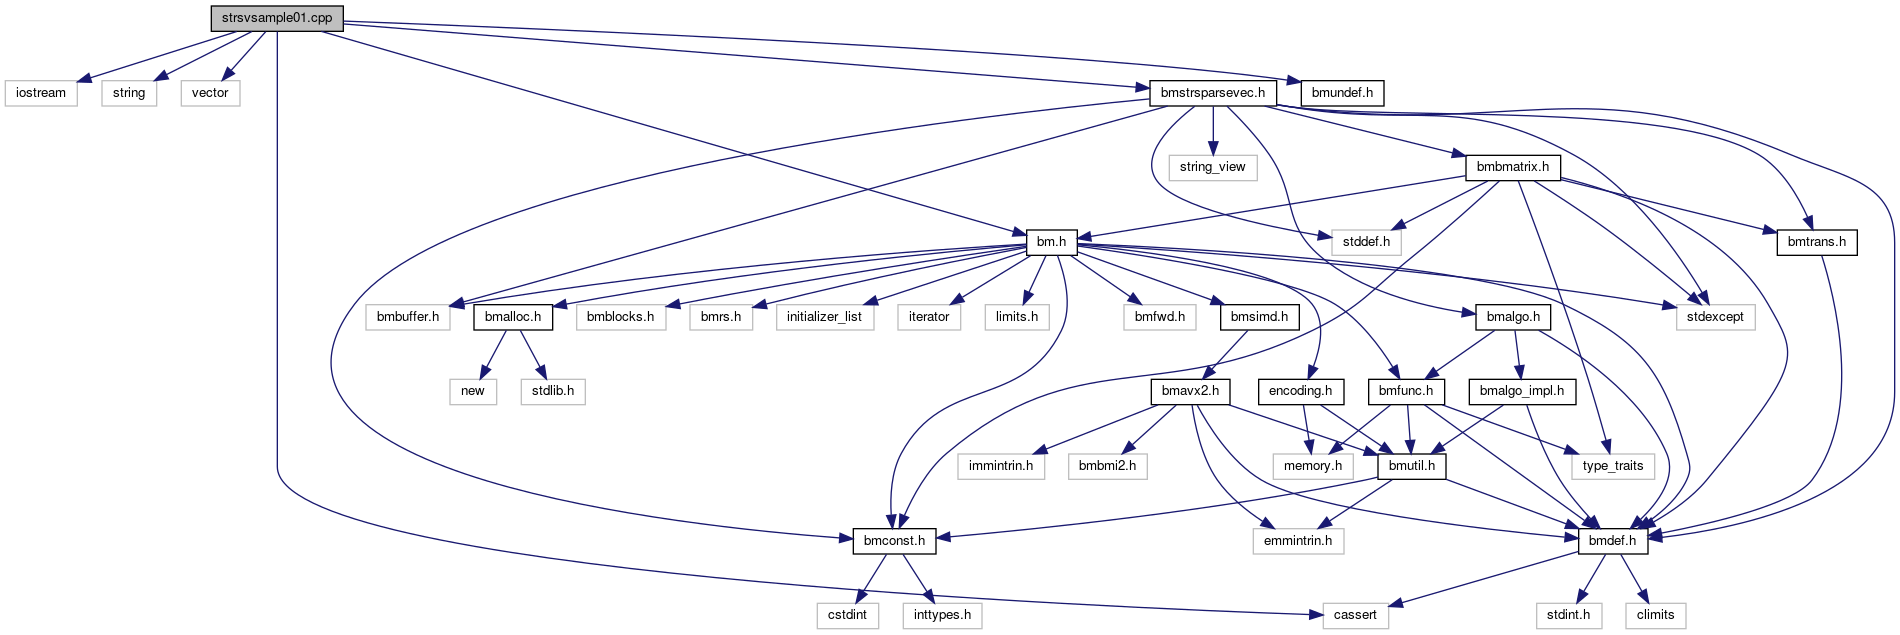 strsvsample01.cpp
iostream
string
vector
bmstrsparsevec.h
bmundef.h
string_view
bmbmatrix.h
bm.h
stddef.h
bmtrans.h
bmbuffer.h
bmalloc.h
bmblocks.h
bmrs.h
initializer_list
iterator
limits.h
bmfwd.h
bmsimd.h
bmalgo.h
stdexcept
new
stdlib.h
bmavx2.h
encoding.h
bmfunc.h
bmalgo_impl.h
immintrin.h
bmbmi2.h
memory.h
bmutil.h
type_traits
bmconst.h
emmintrin.h
bmdef.h
cstdint
inttypes.h
cassert
stdint.h
climits